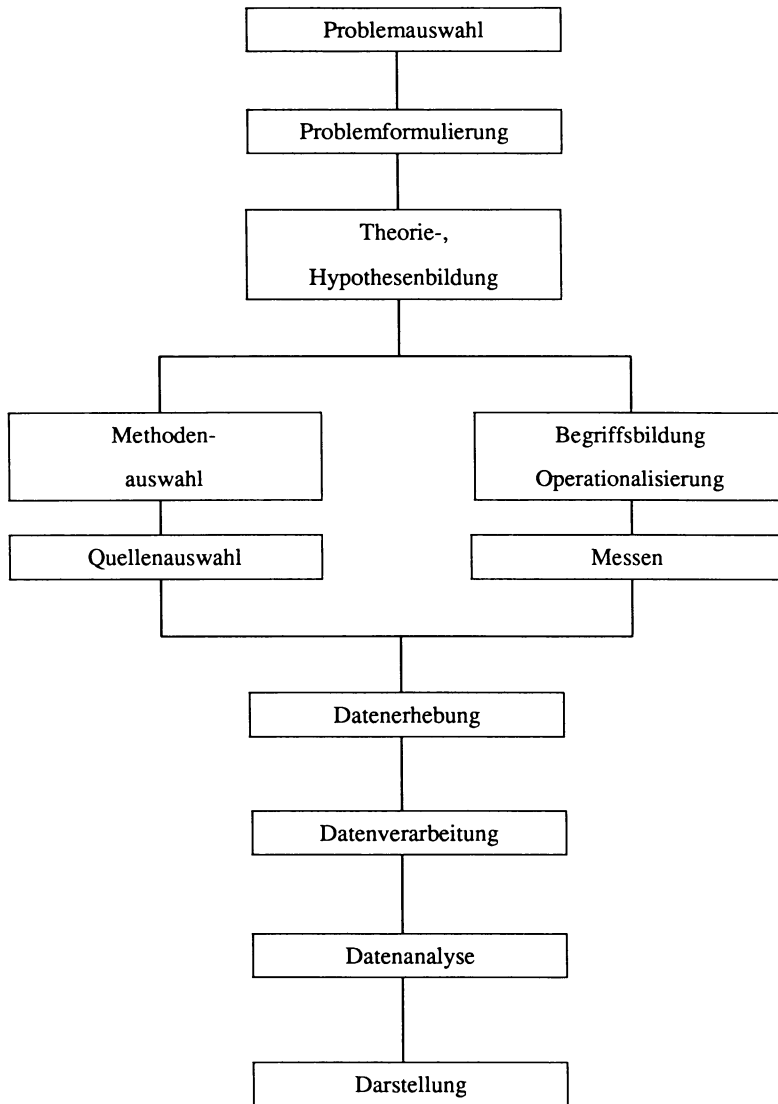 Problemauswahl
Problemformulierung
Theorie-,
Hypothesenbildung
Methoden-
auswahl
Quellenauswahl
Begriffsbildung
Operationalisierung
Messen
Datenerhebung
Datenverarbeitung
Datenanalyse
Darstellung